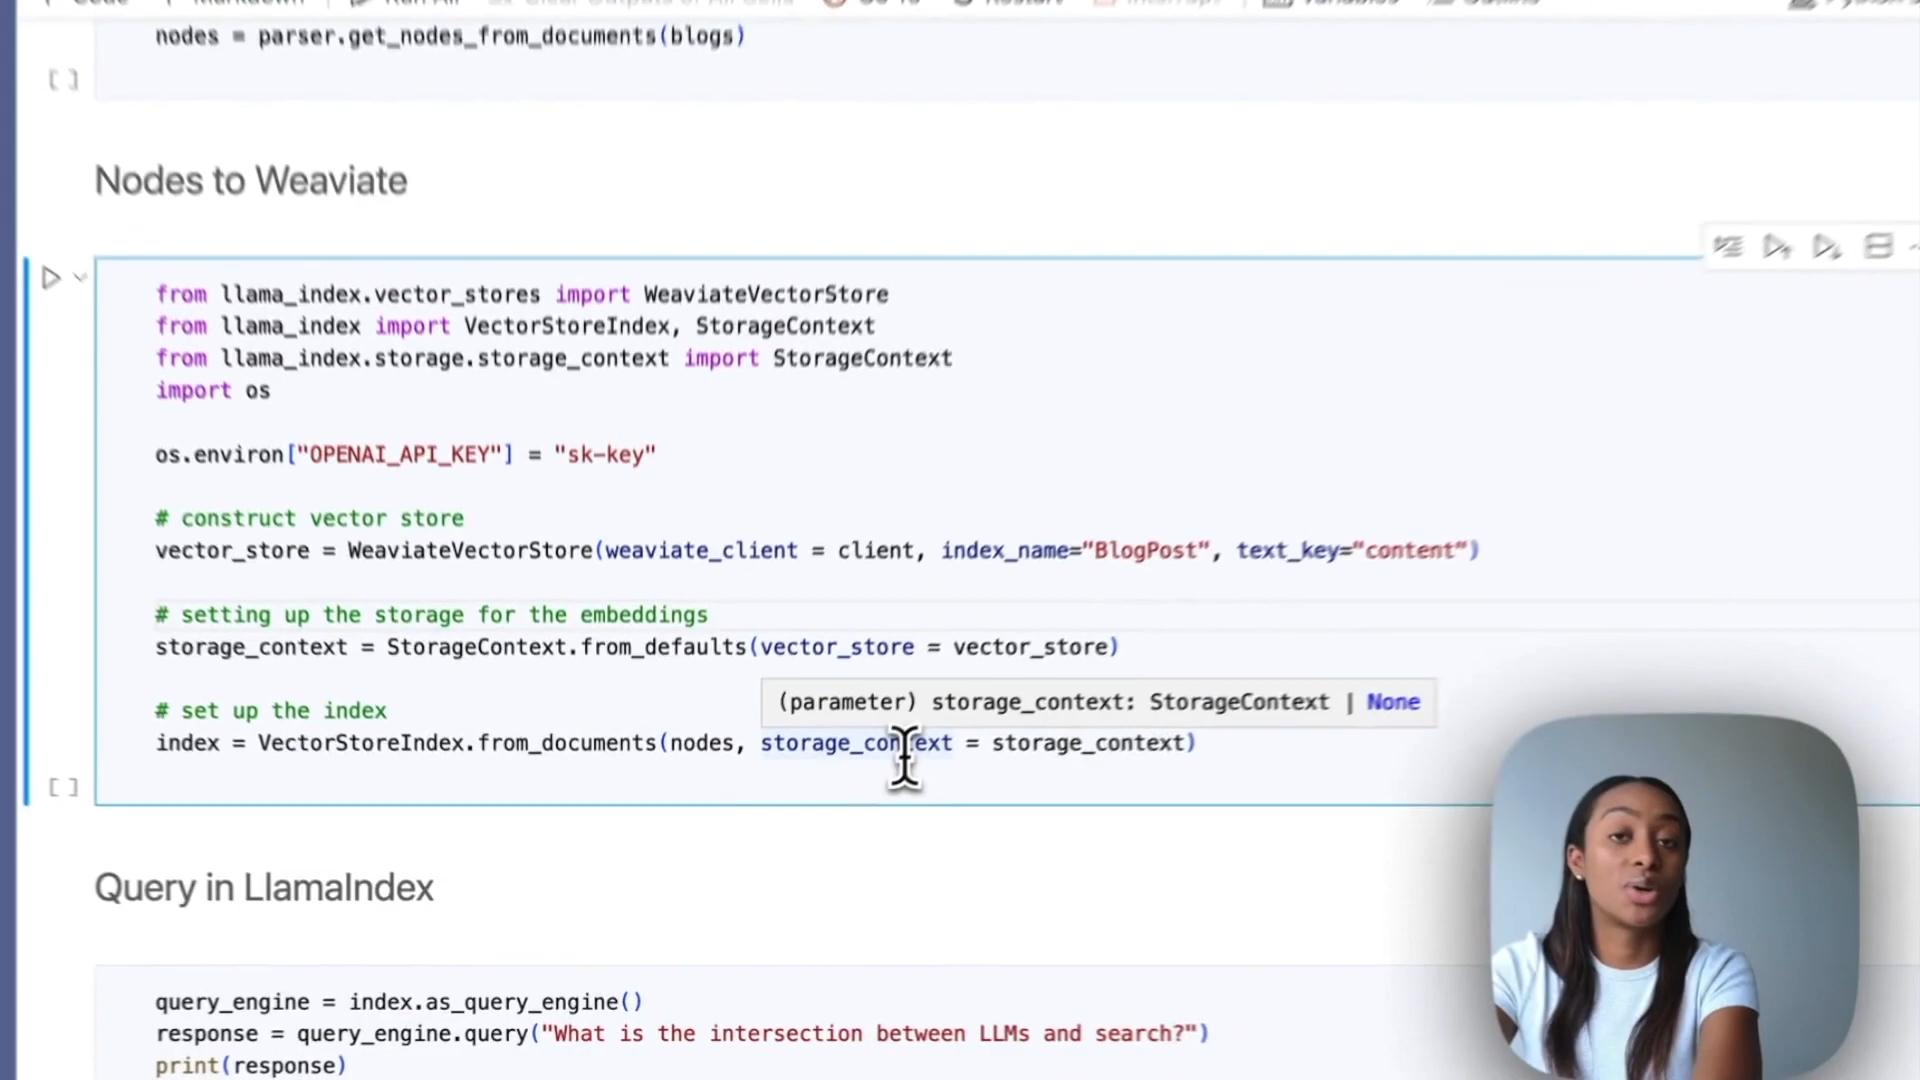 nodes = parser.get_nodes_from_documents(blogs)
[ ]
Nodes to Weaviate
from llama_index.vector_stores import WeaviateVectorStore
from llama_index import VectorStoreIndex, StorageContext
from llama_index.storage.storage_context import StorageContext
import os
os.environ["OPENAI_API_KEY"] = "sk-key"
# construct vector store
vector_store = WeaviateVectorStore(weaviate_client = client, index_name="BlogPost", text_key="content")
# setting up the storage for the embeddings
storage_context = StorageContext.from_defaults(vector_store = vector_store)
(parameter) storage_context: StorageContext | None
# set up the index
index = VectorStoreIndex.from_documents(nodes, storage_context = storage_context)
[ ]
Query in LlamaIndex
query_engine = index.as_query_engine()
response = query_engine.query("What is the intersection between LLMs and search?")
print(response)